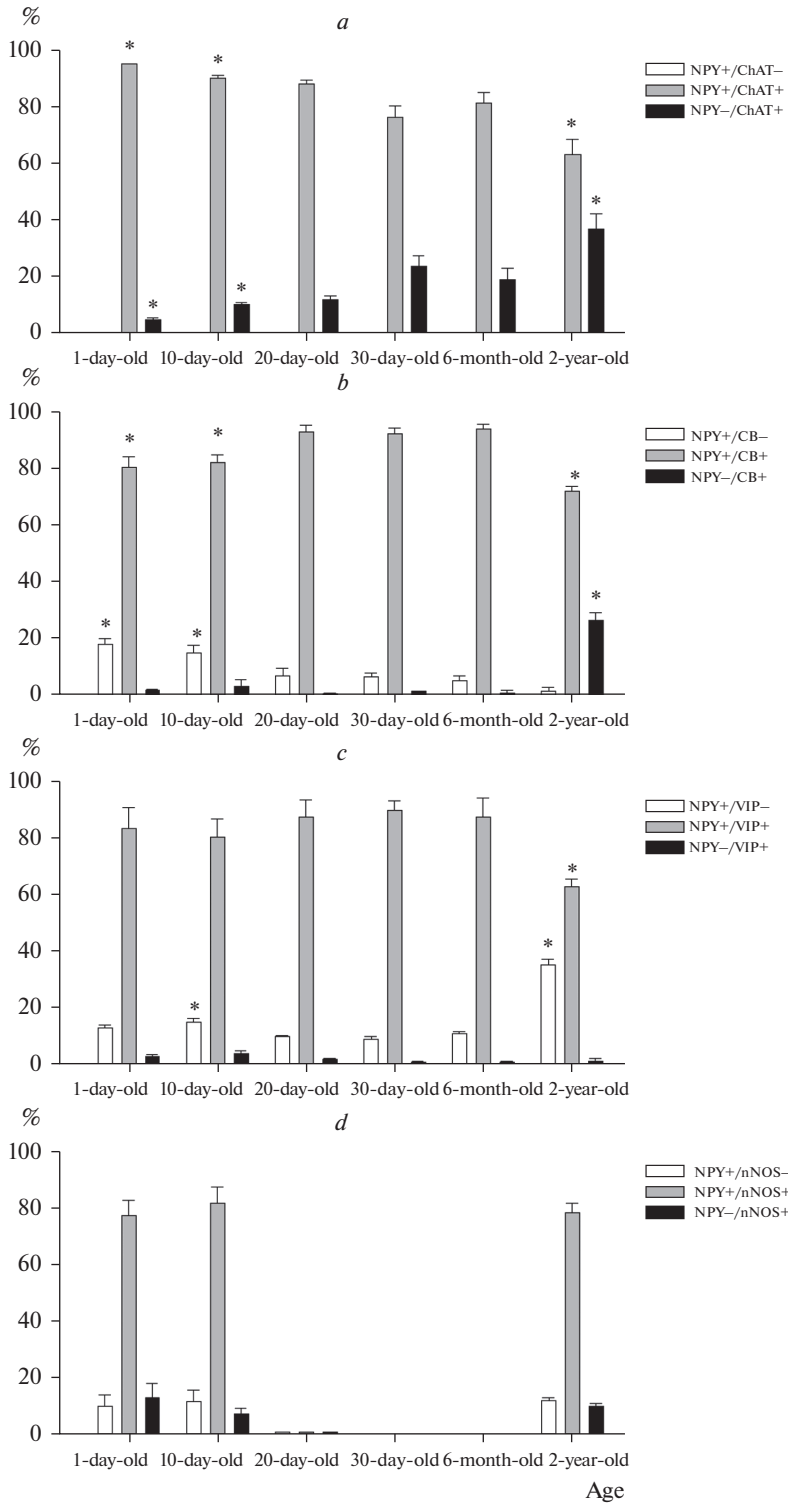 %
a
100
80
60
40
20
0
* * * * * *
NPY+/ChAT–
NPY+/ChAT+
NPY–/ChAT+
1-day-old 10-day-old 20-day-old 30-day-old 6-month-old 2-year-old
%
b
100
80
60
40
20
0
* * * * * *
NPY+/CB–
NPY+/CB+
NPY–/CB+
1-day-old 10-day-old 20-day-old 30-day-old 6-month-old 2-year-old
%
c
100
80
60
40
20
0
* * *
NPY+/VIP–
NPY+/VIP+
NPY–/VIP+
1-day-old 10-day-old 20-day-old 30-day-old 6-month-old 2-year-old
%
d
100
80
60
40
20
0
NPY+/nNOS–
NPY+/nNOS+
NPY–/nNOS+
1-day-old 10-day-old 20-day-old 30-day-old 6-month-old 2-year-old
Age